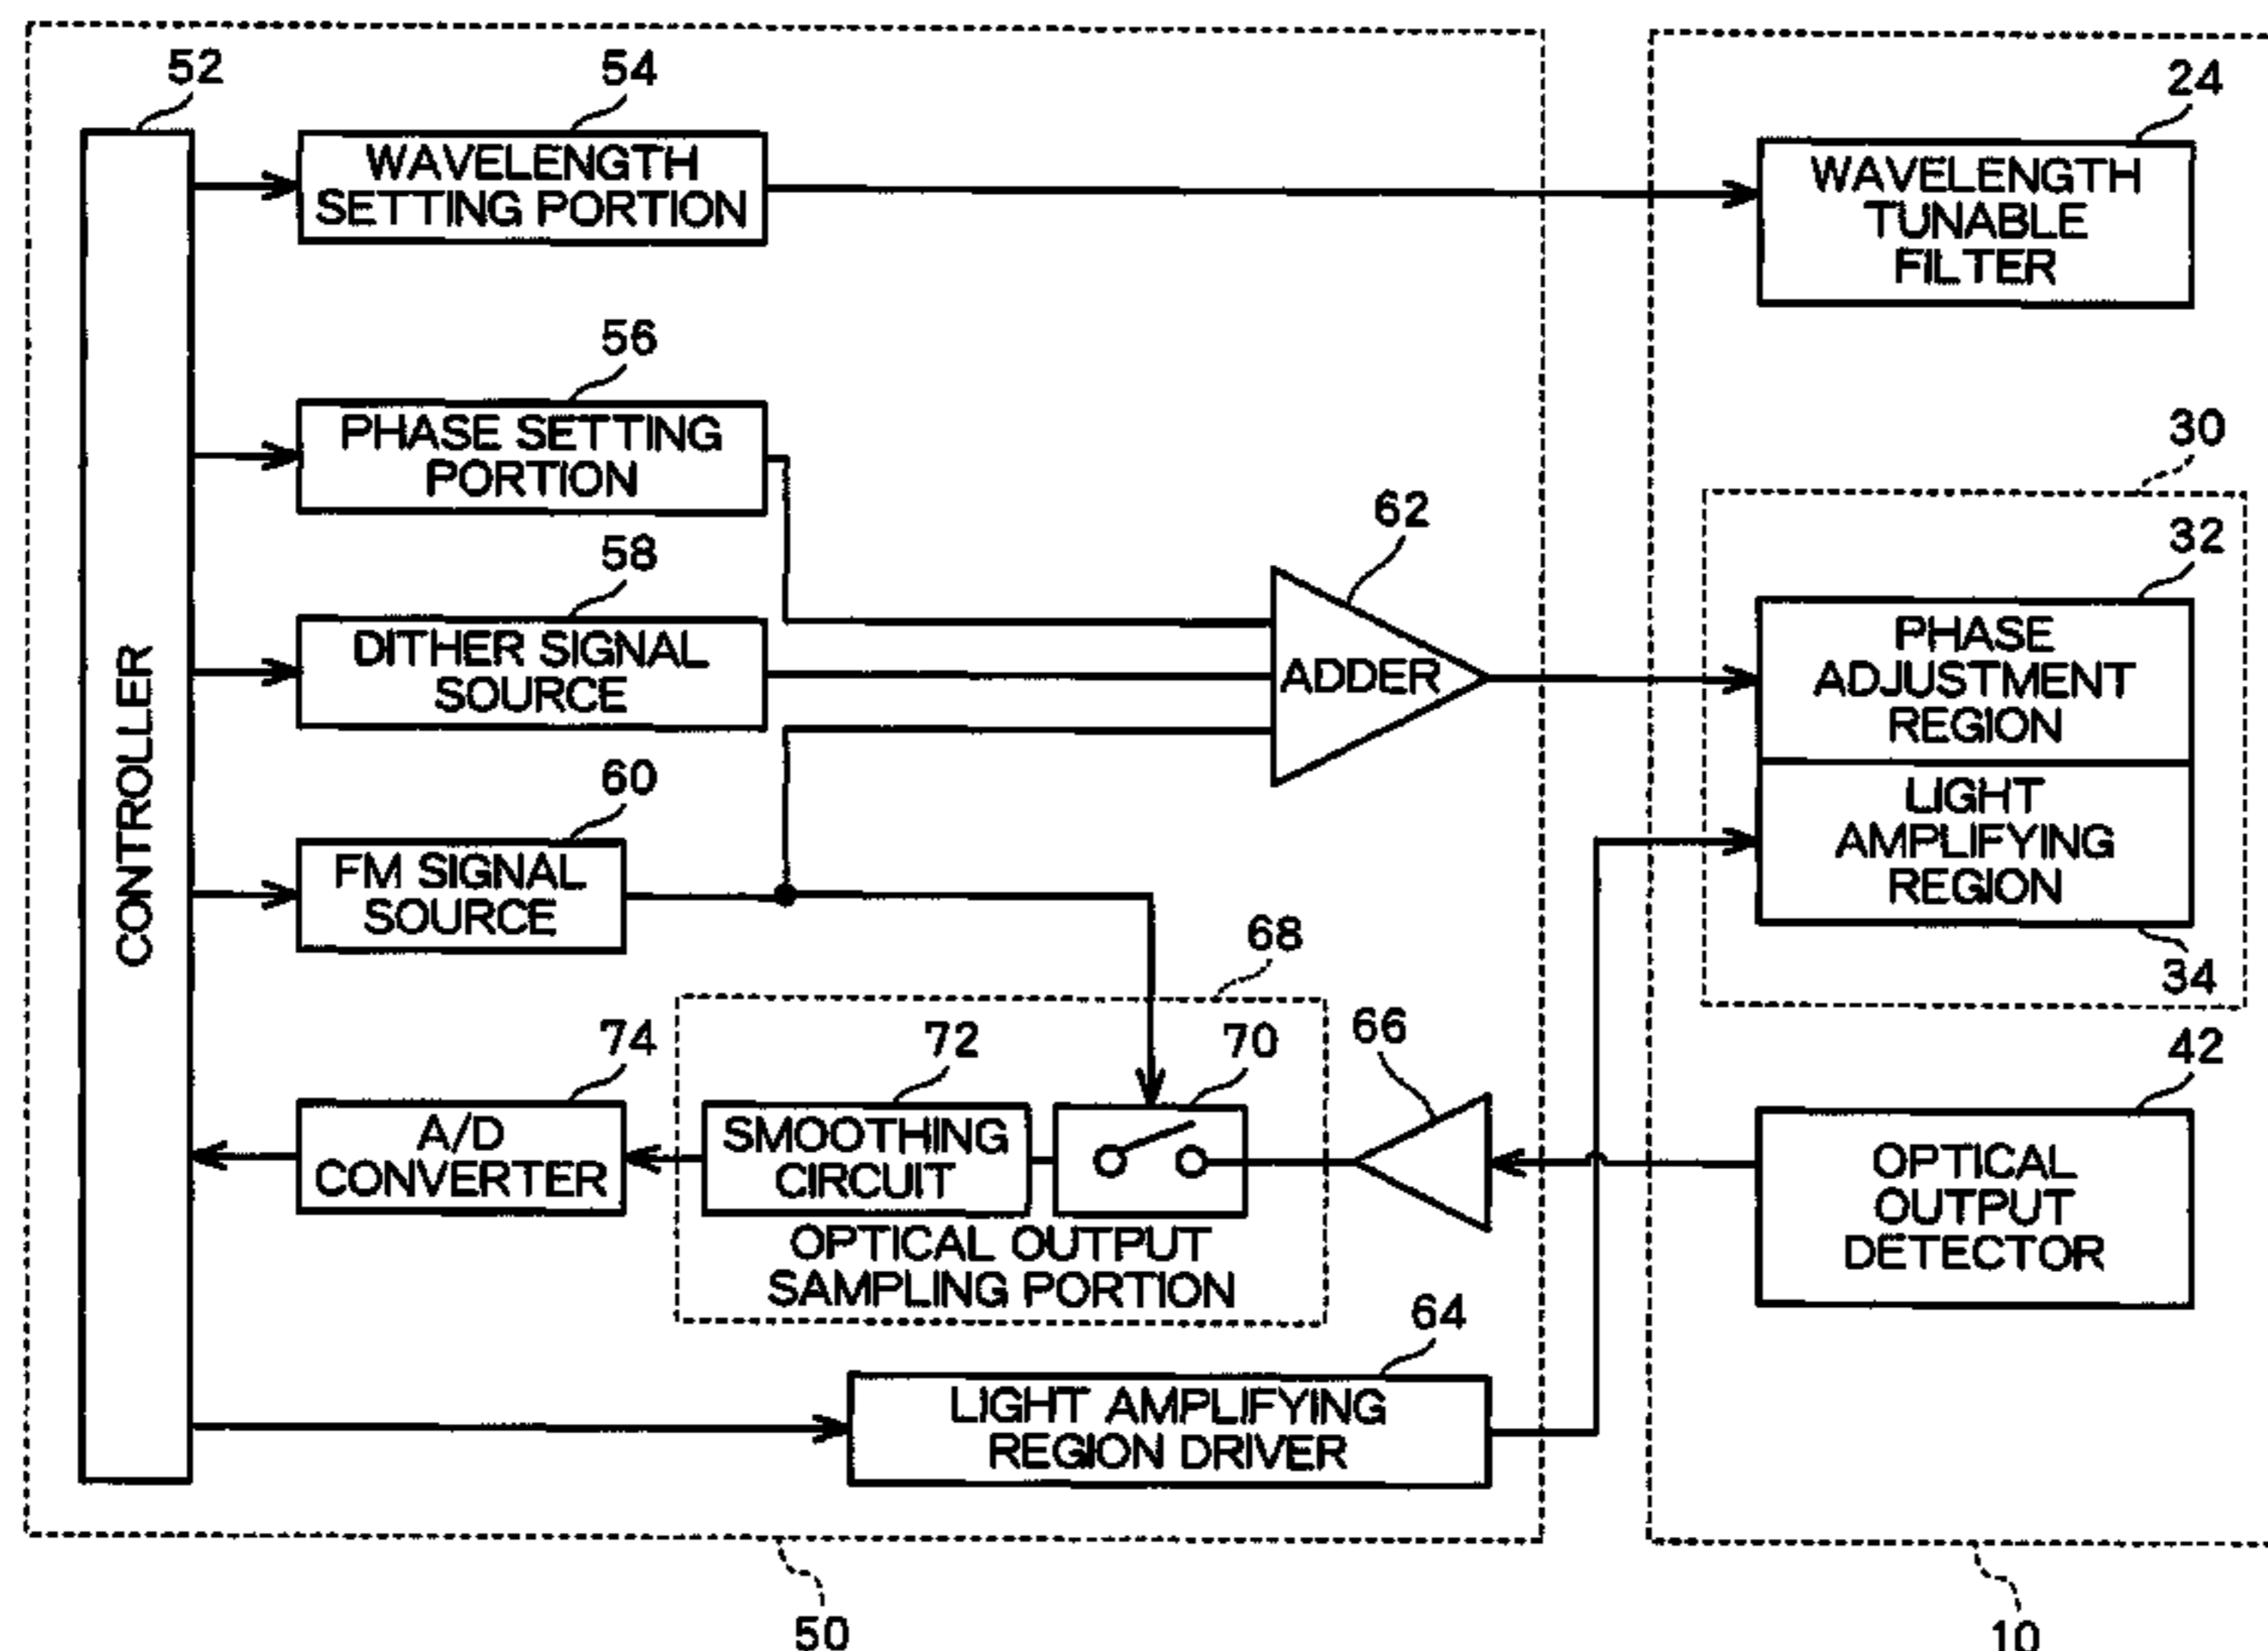 52
54
24
WAVELENGTH
SETTING PORTION
WAVELENGTH
TUNABLE
FILTER
56
PHASE SETTING
PORTION
30
58
62
32
DITHER SIGNAL
SOURCE
ADDER
PHASE
ADJUSTMENT
REGION
CONTROLLER
60
FM SIGNAL
SOURCE
LIGHT
AMPLIFYING
REGION
34
68
74
72
70
66
42
A/D
CONVERTER
SMOOTHING
CIRCUIT
OPTICAL OUTPUT
SAMPLING PORTION
OPTICAL
OUTPUT
DETECTOR
64
LIGHT AMPLIFYING
REGION DRIVER
50
10